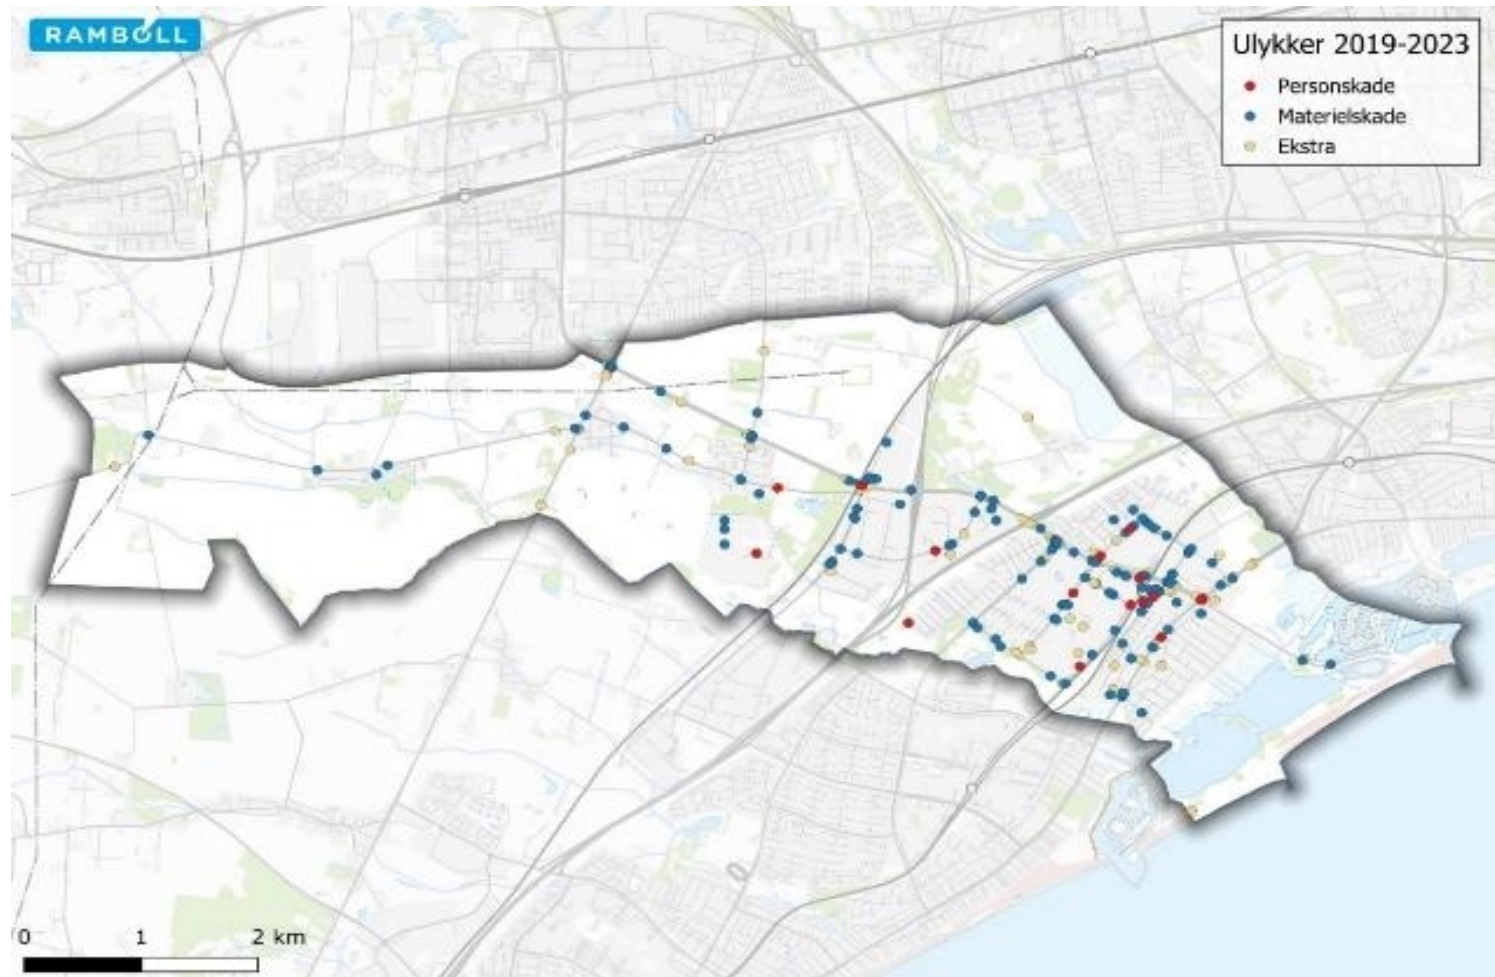 RAMBOLL
Ulykker 2019-2023
Personskade
Materielskade
Ekstra
0 1 2 km